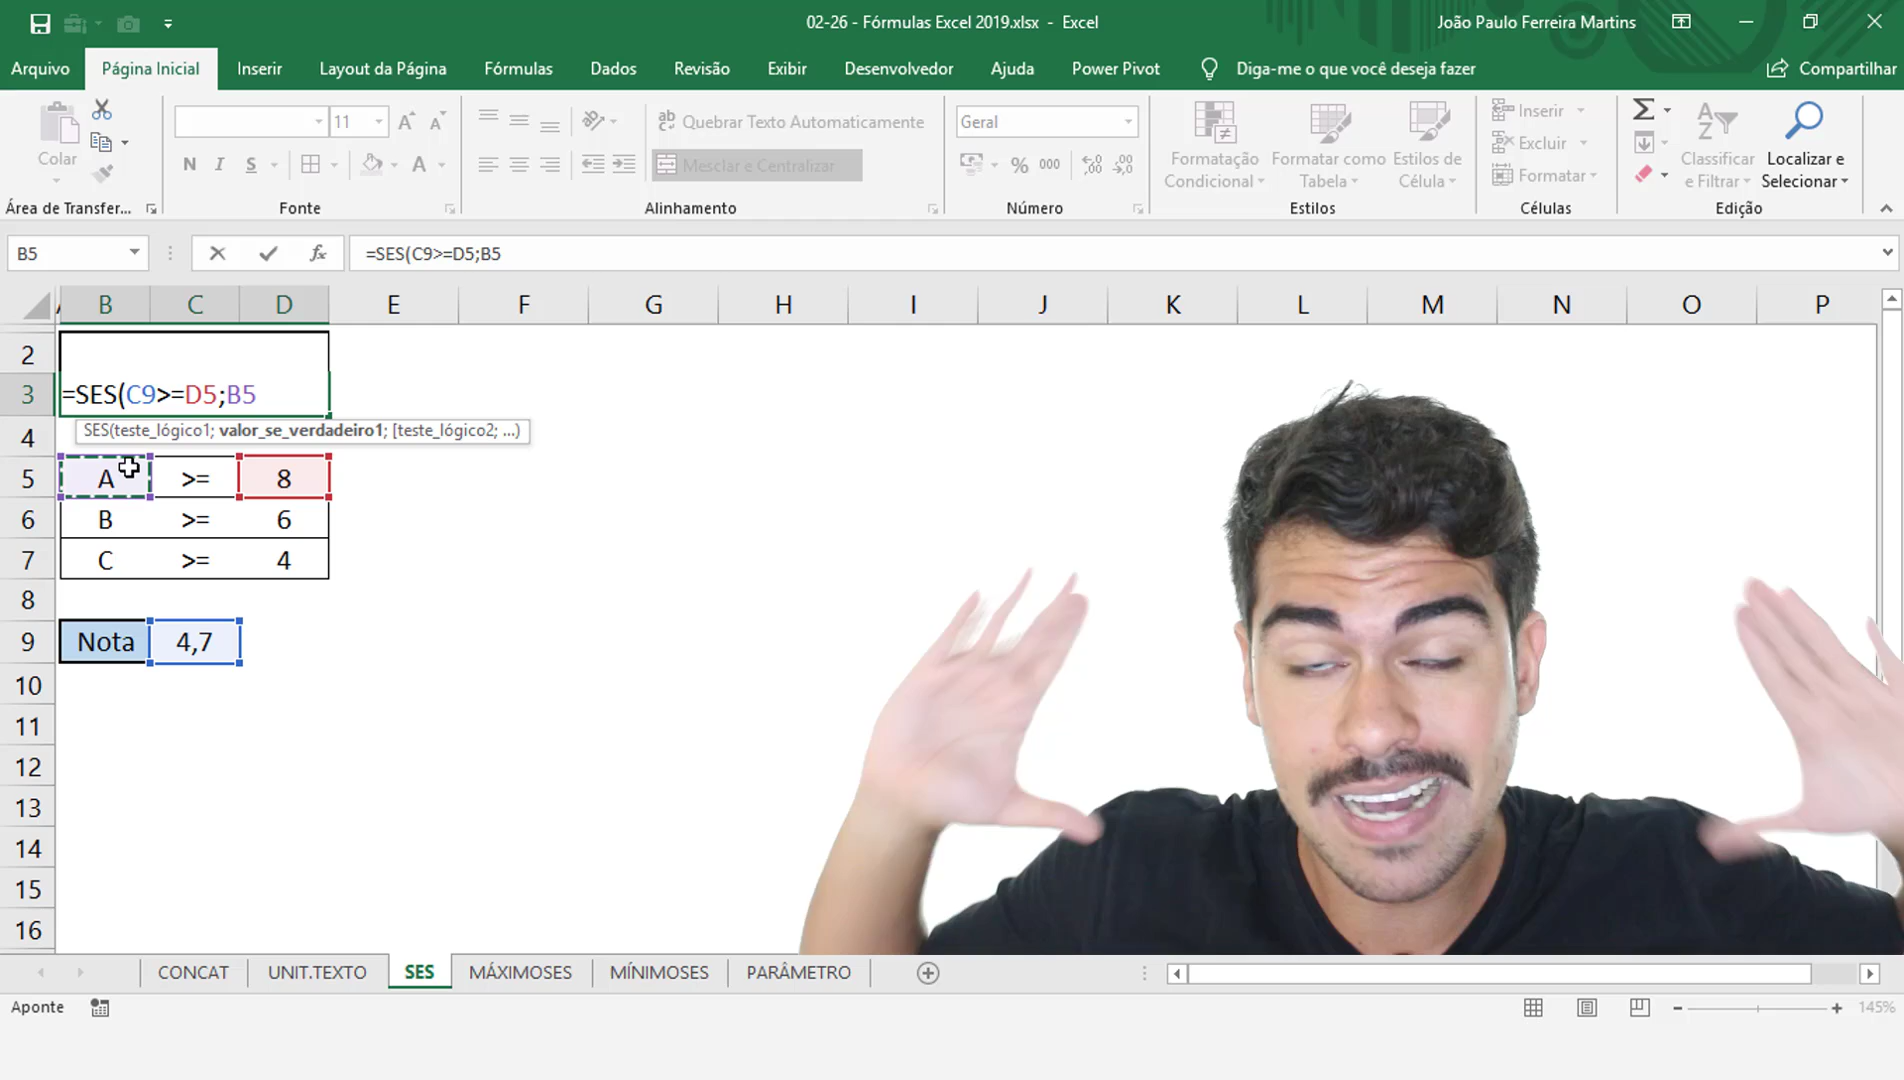 02-26 - Fórmulas Excel 2019.xlsx - Excel
João Paulo Ferreira Martins
Arquivo Página Inicial Inserir Layout da Página Fórmulas Dados Revisão Exibir Desenvolvedor Ajuda Power Pivot Diga-me o que você deseja fazer Compartilhar
Colar
Área de Transfer...
11
N I S
Fonte
Quebrar Texto Automaticamente
Mesclar e Centralizar
Alinhamento
Geral
% 000
Número
Formatação Condicional
Formatar como Tabela
Estilos de Célula
Estilos
Inserir
Excluir
Formatar
Células
Classificar e Filtrar
Localizar e Selecionar
Edição
B5 fx =SES(C9>=D5;B5
B C D E F G H I J K L M N O P
2
3 =SES(C9>=D5;B5
SES(teste_lógico1; valor_se_verdadeiro1; [teste_lógico2; ...)
4
5 A >= 8
6 B >= 6
7 C >= 4
8
9 Nota 4,7
10
11
12
13
14
15
16
CONCAT UNIT.TEXTO SES MÁXIMOSES MÍNIMOSES PARÂMETRO
Aponte
145%